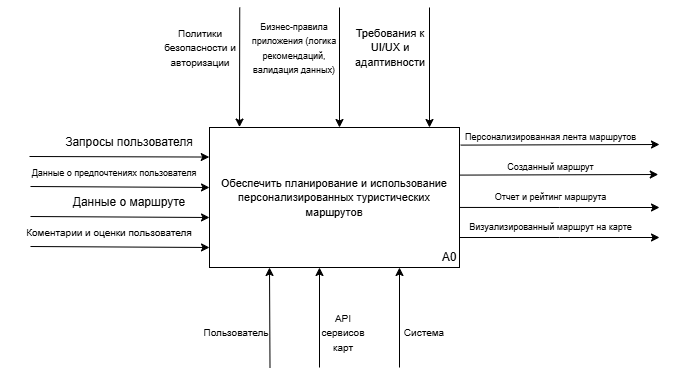 Политики
безопасности и
авторизации
Бизнес-правила
приложения (логика
рекомендаций,
валидация данных)
Требования к
UI/UX и
адаптивности
Запросы пользователя
Данные о предпочтениях пользователя
Данные о маршруте
Коментарии и оценки пользователя
Обеспечить планирование и использование
персонализированных туристических
маршрутов
A0
Персонализированная лента маршрутов
Созданный маршрут
Отчет и рейтинг маршрута
Визуализированный маршрут на карте
Пользователь
API
сервисов
карт
Система